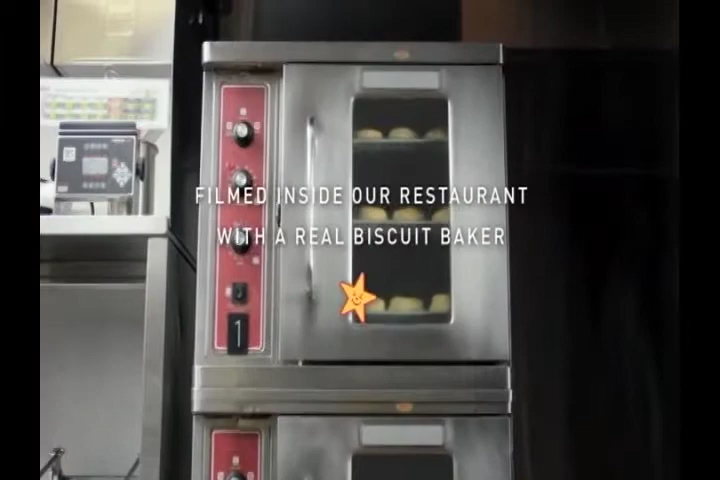 FILMED INSIDE OUR RESTAURANT
WITH A REAL BISCUIT BAKER
1